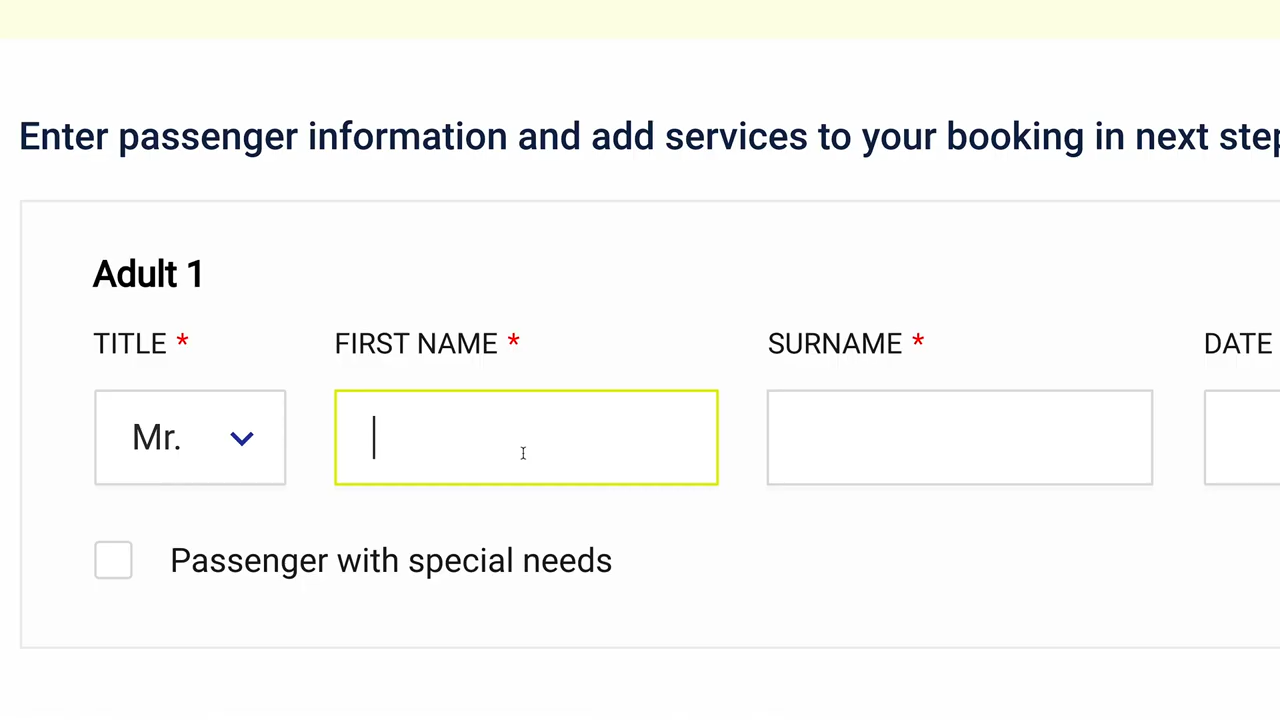 Enter passenger information and add services to your booking in next step
Adult 1
TITLE * FIRST NAME * SURNAME * DATE
Mr.
Passenger with special needs